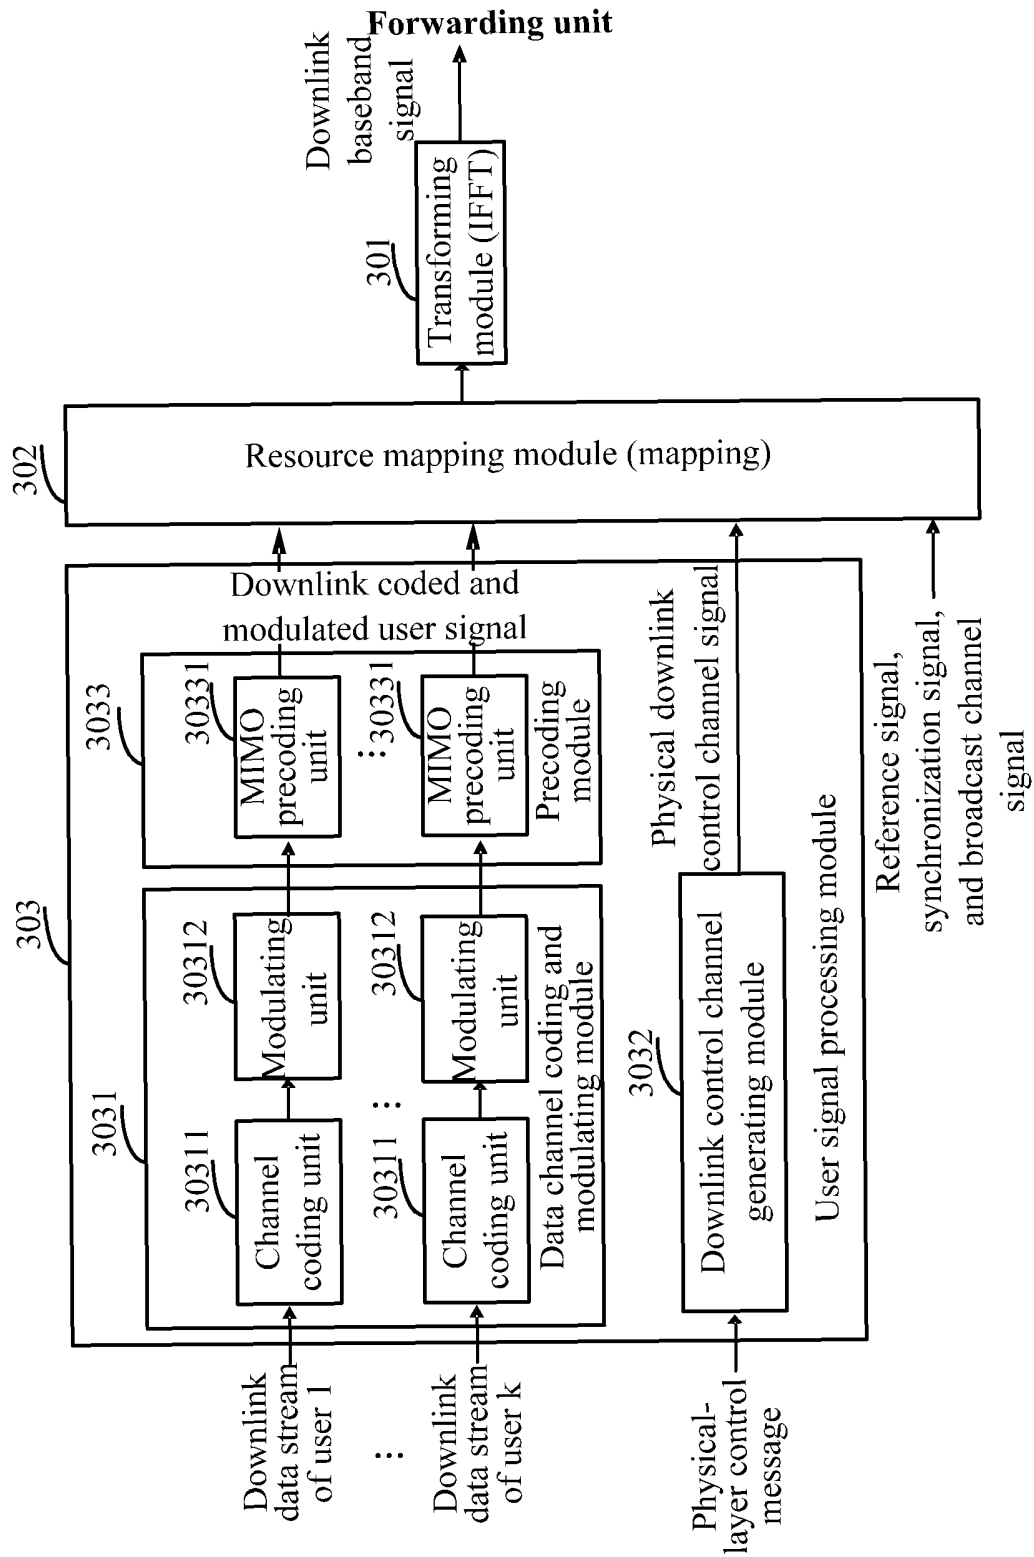 Forwarding unit
Downlink
baseband
signal
301
Transforming
module (IFFT)
302
Resource mapping module (mapping)
303
Downlink coded and
modulated user signal
3033
30331
MIMO
precoding
unit
...
30331
MIMO
precoding
unit
Precoding
module
3031
30312
Modulating
unit
30312
Modulating
unit
30311
Channel
coding unit
...
30311
Channel
coding unit
Data channel coding and
modulating module
Physical downlink
control channel signal
3032
Downlink control channel
generating module
User signal processing module
Reference signal,
synchronization signal,
and broadcast channel
signal
Downlink
data stream
of user 1
...
Downlink
data stream
of user k
Physical-
layer control
message